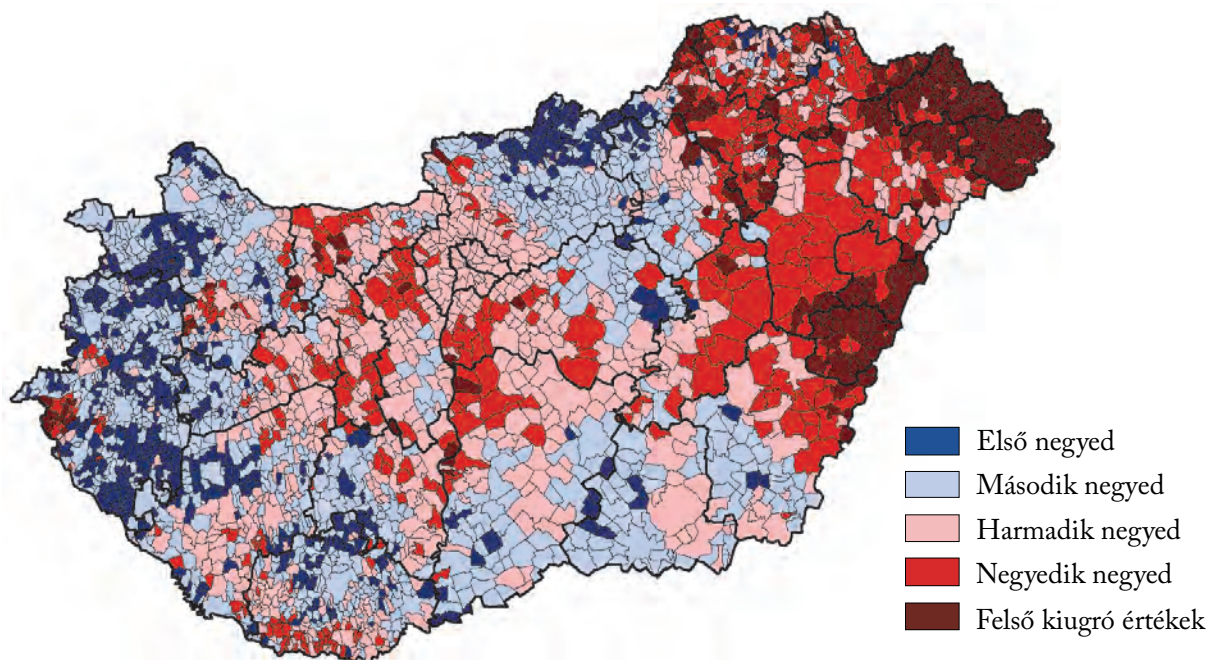 Első negyed
Második negyed
Harmadik negyed
Negyedik negyed
Felső kiugró értékek